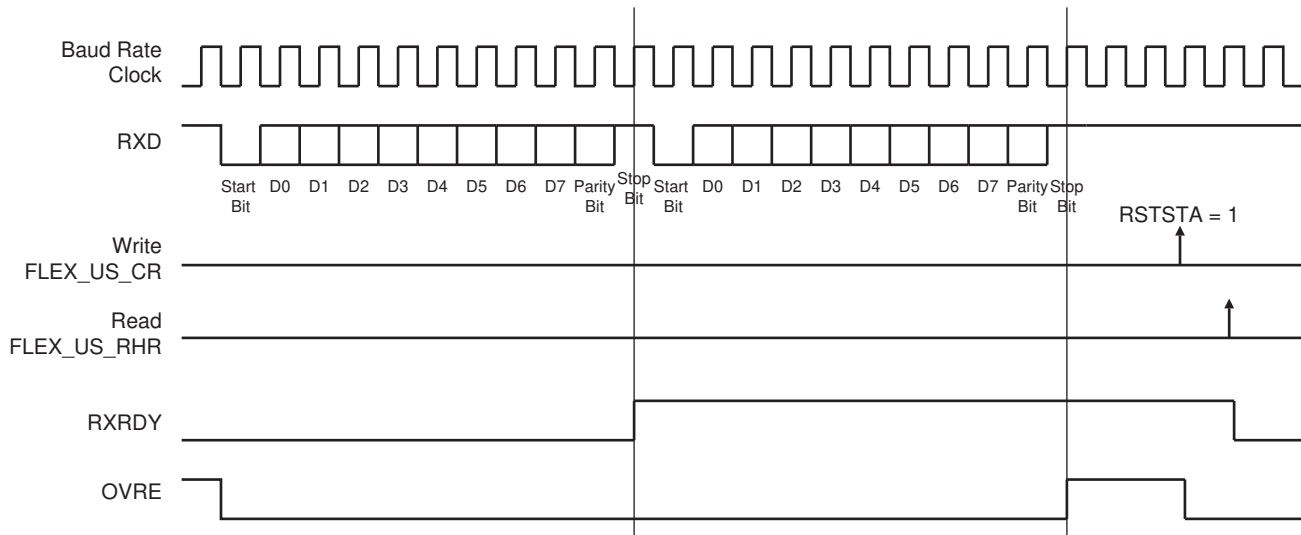 Baud Rate
Clock
RXD
Start
Bit
D0
D1
D2
D3
D4
D5
D6
D7
Parity
Bit
Stop
Bit
Start
Bit
D0
D1
D2
D3
D4
D5
D6
D7
Parity
Bit
Stop
Bit
RSTSTA = 1
Write
FLEX_US_CR
Read
FLEX_US_RHR
RXRDY
OVRE